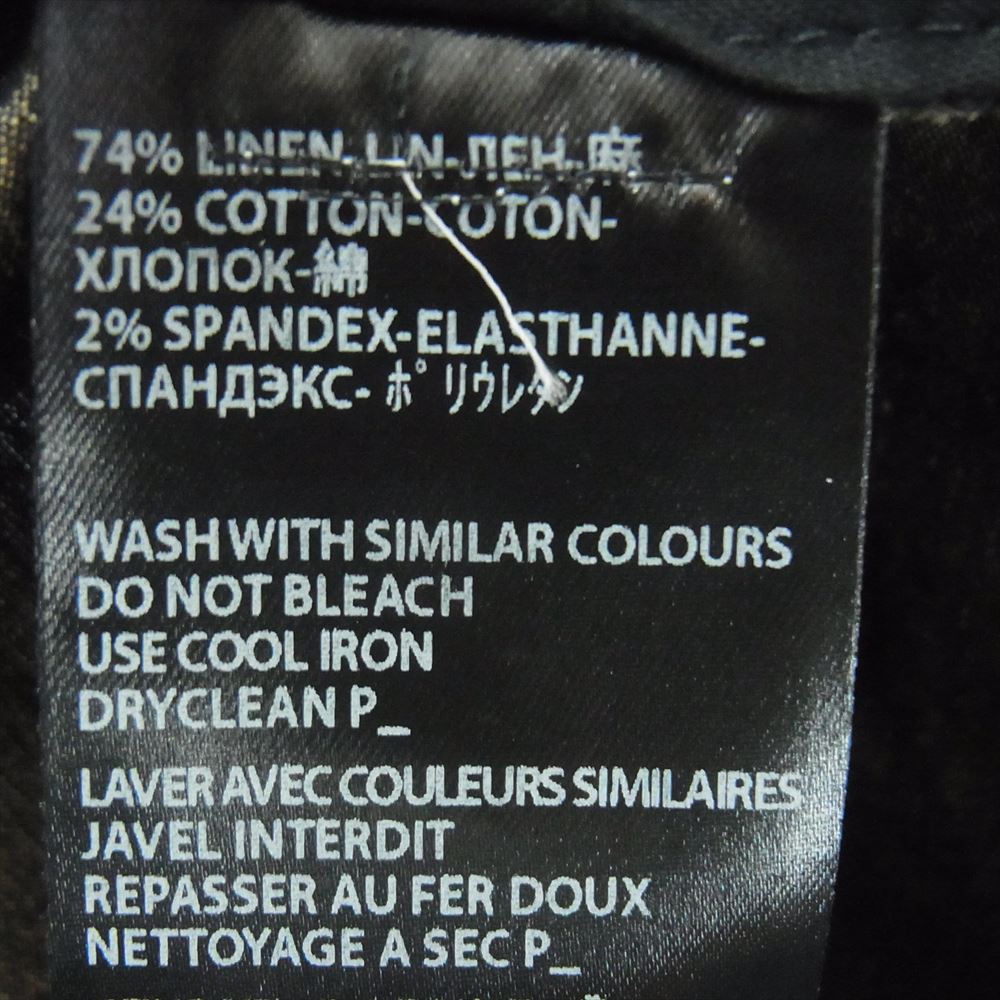 74% LINEN-LIN-ЛЕН-麻
24% COTTON-COTON-
ХЛОПОК-綿
2% SPANDEX-ELASTHANNE-
СПАНДЭКС-ポリウレタン
WASH WITH SIMILAR COLOURS
DO NOT BLEACH
USE COOL IRON
DRYCLEAN P_
LAVER AVEC COULEURS SIMILAIRES
JAVEL INTERDIT
REPASSER AU FER DOUX
NETTOYAGE A SEC P_